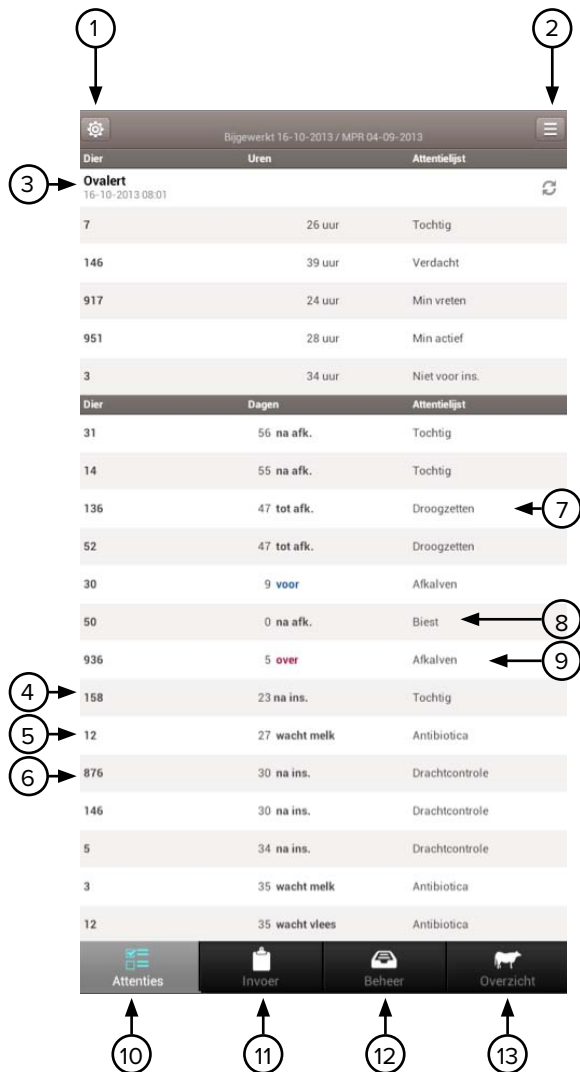 1 2
Bijgewerkt 16-10-2013 / MPR 04-09-2013
Dier Uren Attentielijst
3 Ovalert
16-10-2013 08:01
7 26 uur Tochtig
146 39 uur Verdacht
917 24 uur Min vreten
951 28 uur Min actief
3 34 uur Niet voor ins.
Dier Dagen Attentielijst
31 56 na afk. Tochtig
14 55 na afk. Tochtig
136 47 tot afk. Droogzetten 7
52 47 tot afk. Droogzetten
30 9 voor Afkalven
50 0 na afk. Biest 8
936 5 over Afkalven 9
4 158 23 na ins. Tochtig
5 12 27 wacht melk Antibiotica
6 876 30 na ins. Drachtcontrole
146 30 na ins. Drachtcontrole
5 34 na ins. Drachtcontrole
3 35 wacht melk Antibiotica
12 35 wacht vlees Antibiotica
Attenties Invoer Beheer Overzicht
10 11 12 13